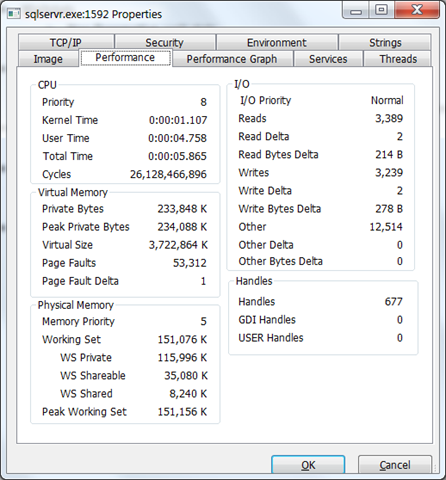 sqlservr.exe:1592 Properties
TCP/IP Security Environment Strings
Image Performance Performance Graph Services Threads
CPU
Priority 8
Kernel Time 0:00:01.107
User Time 0:00:04.758
Total Time 0:00:05.865
Cycles 26,128,466,896
Virtual Memory
Private Bytes 233,848 K
Peak Private Bytes 234,088 K
Virtual Size 3,722,864 K
Page Faults 53,312
Page Fault Delta 1
Physical Memory
Memory Priority 5
Working Set 151,076 K
WS Private 115,996 K
WS Shareable 35,080 K
WS Shared 8,240 K
Peak Working Set 151,156 K
I/O
I/O Priority Normal
Reads 3,389
Read Delta 2
Read Bytes Delta 214 B
Writes 3,239
Write Delta 2
Write Bytes Delta 278 B
Other 12,514
Other Delta 0
Other Bytes Delta 0
Handles
Handles 677
GDI Handles 0
USER Handles 0
OK Cancel